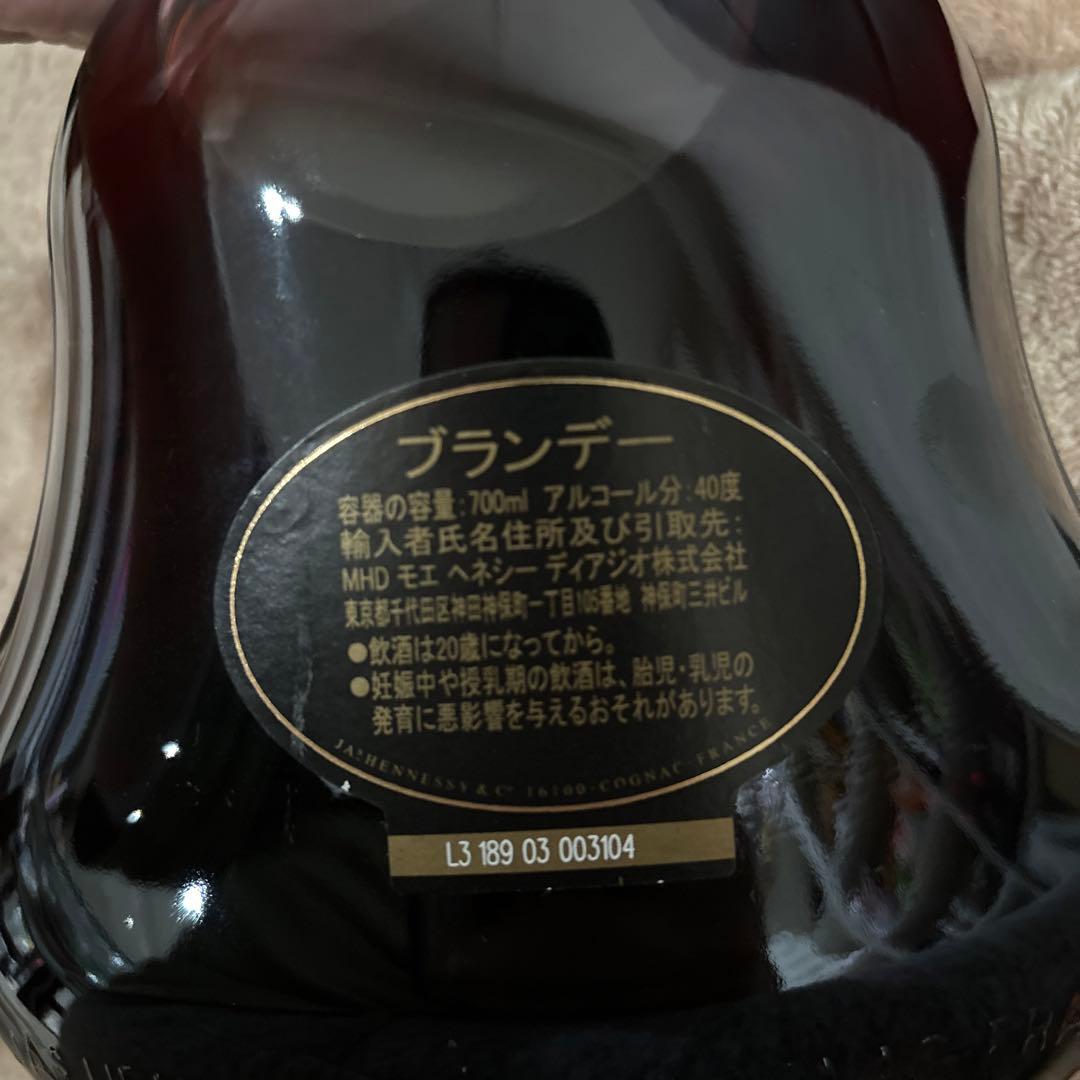 ブランデー
容器の容量:700ml アルコール分:40度
輸入者氏名住所及び引取先:
MHD モエ ヘネシー ディアジオ株式会社
東京都千代田区神田神保町一丁目105番地 神保町三井ビル
●飲酒は20歳になってから。
●妊娠中や授乳期の飲酒は、胎児・乳児の
発育に悪影響を与えるおそれがあります。
JAS HENNESSY & Cº 16100 - COGNAC - FRANCE
L3 189 03 003104